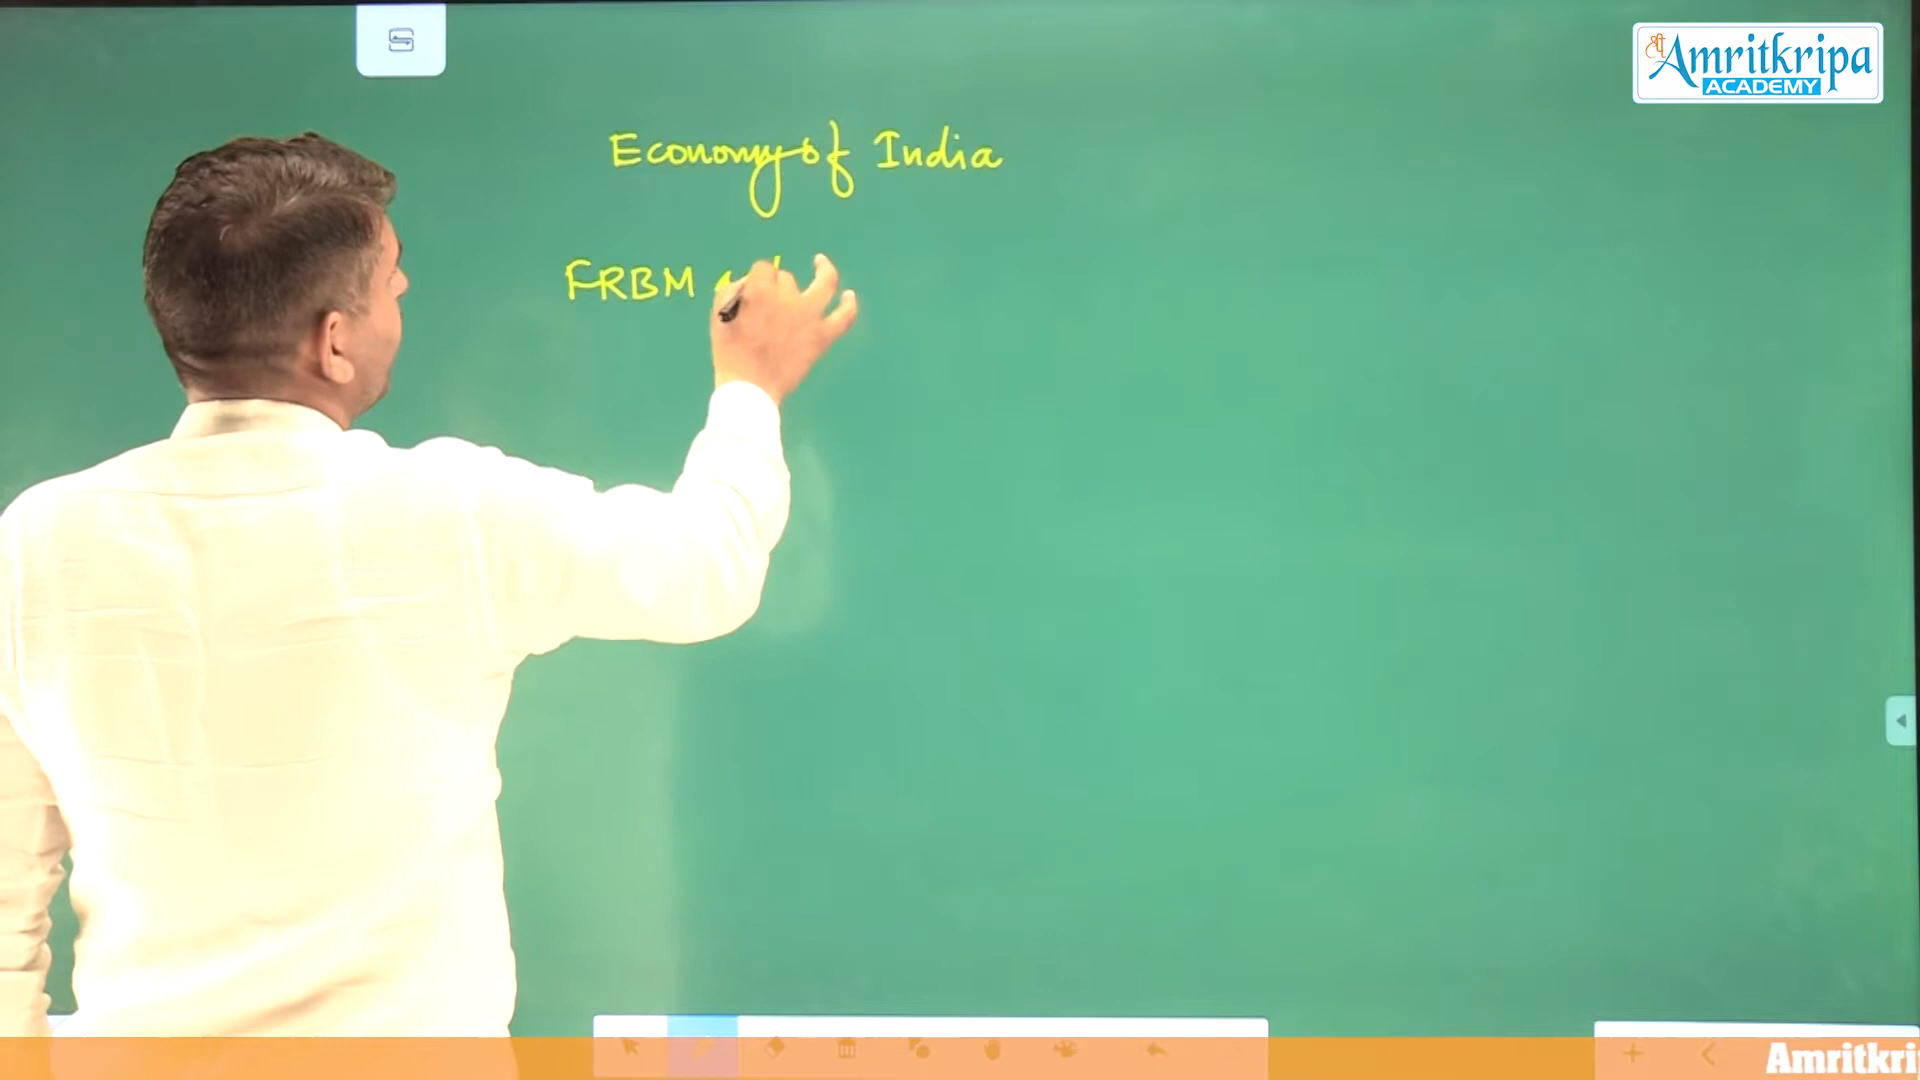 श्री Amritkripa
ACADEMY
Economy of India
FRBM
Amritkri